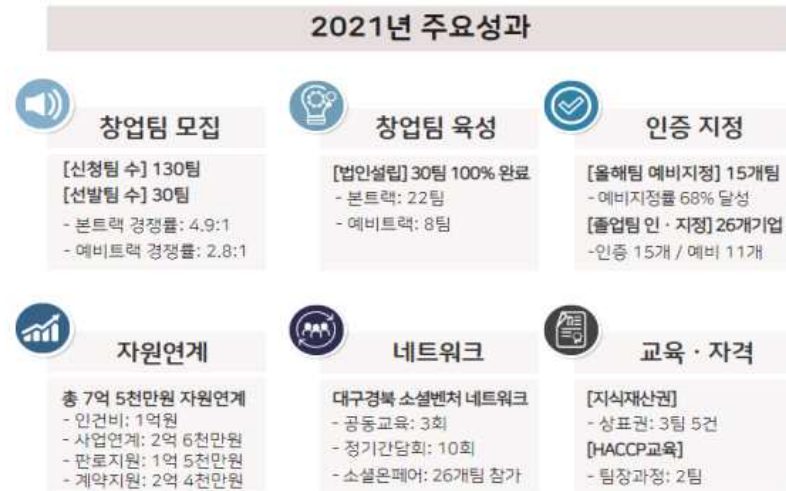 2021년 주요성과
창업팀 모집
[신청팀 수] 130팀
[선발팀 수] 30팀
- 본트랙 경쟁률: 4.9:1
- 예비트랙 경쟁률: 2.8:1
창업팀 육성
[법인설립] 30팀 100% 완료
- 본트랙: 22팀
- 예비트랙: 8팀
인증 지정
[올해팀 예비지정] 15개팀
- 예비지정률 68% 달성
[졸업팀 인 · 지정] 26개기업
-인증 15개 / 예비 11개
자원연계
총 7억 5천만원 자원연계
- 인건비: 1억원
- 사업연계: 2억 6천만원
- 판로지원: 1억 5천만원
- 계약지원: 2억 4천만원
네트워크
대구경북 소셜벤처 네트워크
- 공동교육: 3회
- 정기간담회: 10회
- 소셜온페어: 26개팀 참가
교육 · 자격
[지식재산권]
- 상표권: 3팀 5건
[HACCP교육]
- 팀장과정: 2팀